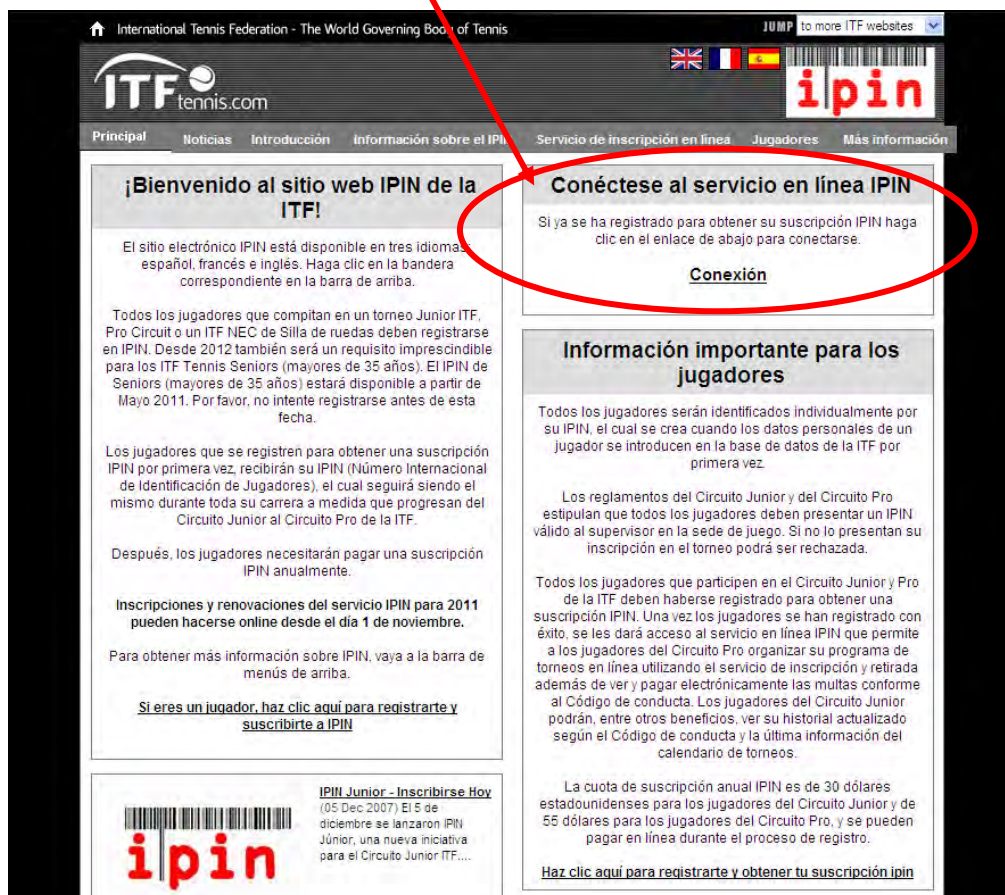 International Tennis Federation - The World Governing Body of Tennis
JUMP to more ITF websites
ITFtennis.com
ipin
Principal Noticias Introducción Información sobre el IPIN Servicio de inscripción en línea Jugadores Más información
¡Bienvenido al sitio web IPIN de la
ITF!
El sitio electrónico IPIN está disponible en tres idiomas:
español, francés e inglés. Haga clic en la bandera
correspondiente en la barra de arriba.
Todos los jugadores que compitan en un torneo Junior ITF,
Pro Circuit o un ITF NEC de Silla de ruedas deben registrarse
en IPIN. Desde 2012 también será un requisito imprescindible
para los ITF Tennis Seniors (mayores de 35 años). El IPIN de
Seniors (mayores de 35 años) estará disponible a partir de
Mayo 2011. Por favor, no intente registrarse antes de esta
fecha.
Los jugadores que se registren para obtener una suscripción
IPIN por primera vez, recibirán su IPIN (Número Internacional
de Identificación de Jugadores), el cual seguirá siendo el
mismo durante toda su carrera a medida que progresan del
Circuito Junior al Circuito Pro de la ITF.
Después, los jugadores necesitarán pagar una suscripción
IPIN anualmente.
Inscripciones y renovaciones del servicio IPIN para 2011
pueden hacerse online desde el día 1 de noviembre.
Para obtener más información sobre IPIN, vaya a la barra de
menús de arriba.
Si eres un jugador, haz clic aquí para registrarte y
suscribirte a IPIN
ipin
IPIN Junior - Inscribirse Hoy
(05 Dec 2007) El 5 de
diciembre se lanzaron IPIN
Júnior, una nueva iniciativa
para el Circuito Junior ITF....
Conéctese al servicio en línea IPIN
Si ya se ha registrado para obtener su suscripción IPIN haga
clic en el enlace de abajo para conectarse.
Conexión
Información importante para los
jugadores
Todos los jugadores serán identificados individualmente por
su IPIN, el cual se crea cuando los datos personales de un
jugador se introducen en la base de datos de la ITF por
primera vez.
Los reglamentos del Circuito Junior y del Circuito Pro
estipulan que todos los jugadores deben presentar un IPIN
válido al supervisor en la sede de juego. Si no lo presentan su
inscripción en el torneo podrá ser rechazada.
Todos los jugadores que participen en el Circuito Junior y Pro
de la ITF deben haberse registrado para obtener una
suscripción IPIN. Una vez los jugadores se han registrado con
éxito, se les dará acceso al servicio en línea IPIN que permite
a los jugadores del Circuito Pro organizar su programa de
torneos en línea utilizando el servicio de inscripción y retirada
además de ver y pagar electrónicamente las multas conforme
al Código de conducta. Los jugadores del Circuito Junior
podrán, entre otros beneficios, ver su historial actualizado
según el Código de conducta y la última información del
calendario de torneos.
La cuota de suscripción anual IPIN es de 30 dólares
estadounidenses para los jugadores del Circuito Junior y de
55 dólares para los jugadores del Circuito Pro, y se pueden
pagar en línea durante el proceso de registro.
Haz clic aquí para registrarte y obtener tu suscripción ipin